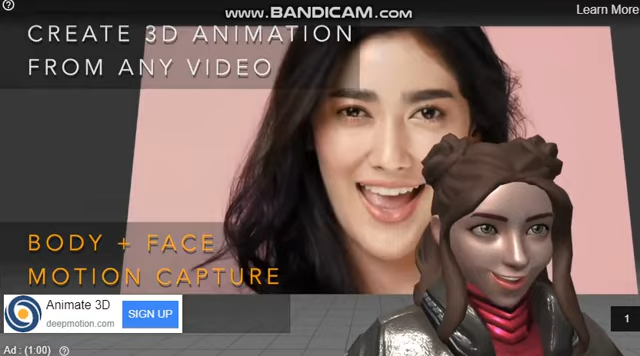 www.BANDICAM.com
Learn More
CREATE 3D ANIMATION
FROM ANY VIDEO
BODY + FACE
MOTION CAPTURE
Animate 3D
deepmotion.com
SIGN UP
1
Ad : (1:00)